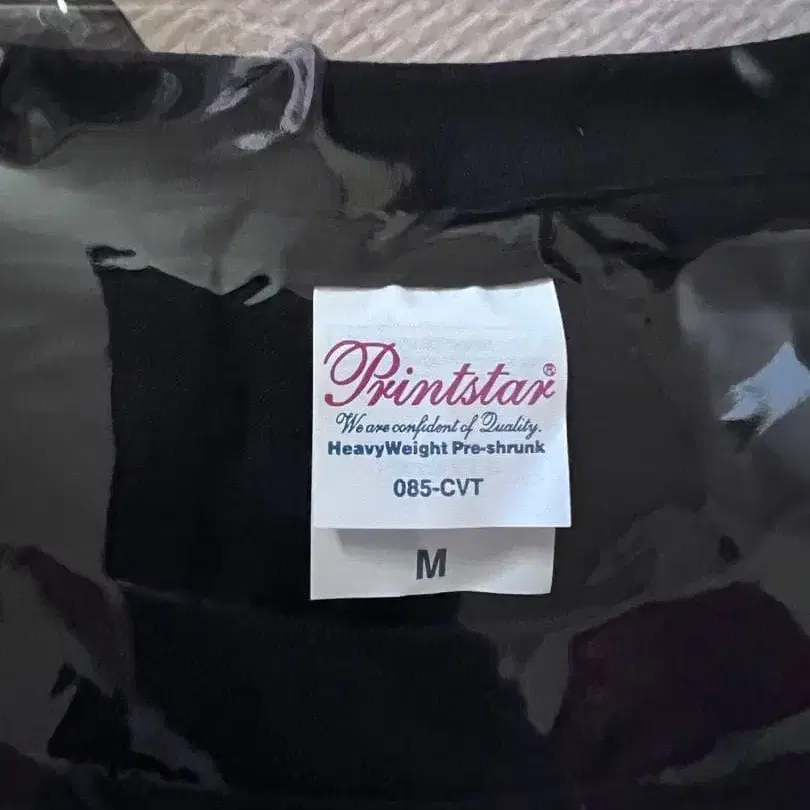 Printstar®
We are confident of Quality.
HeavyWeight Pre-shrunk
085-CVT
M